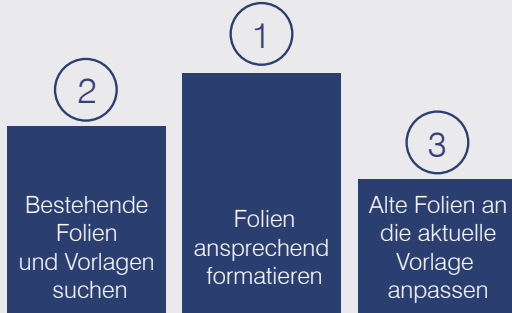 1
Folien
ansprechend
formatieren
2
Bestehende
Folien
und Vorlagen
suchen
3
Alte Folien an
die aktuelle
Vorlage
anpassen